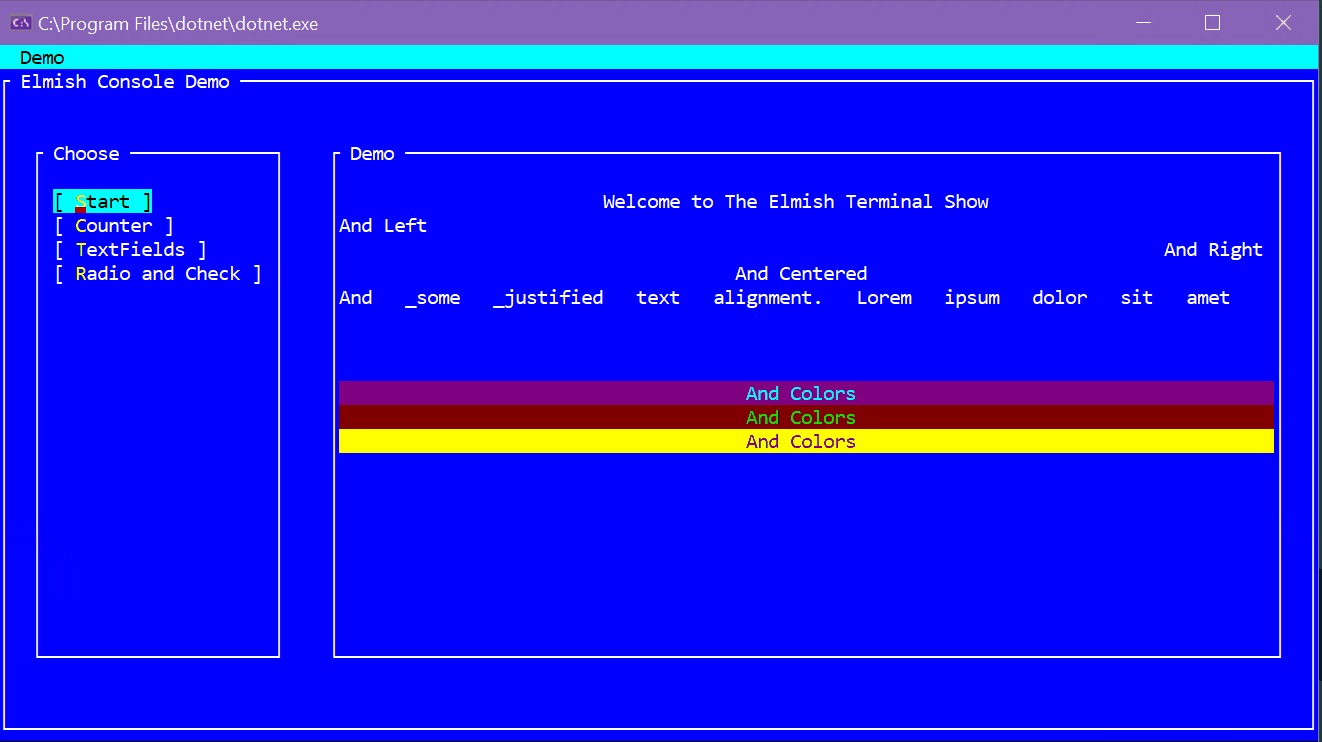 C:\Program Files\dotnet\dotnet.exe
Demo
Elmish Console Demo
Choose
[ Start ]
[ Counter ]
[ TextFields ]
[ Radio and Check ]
Demo
Welcome to The Elmish Terminal Show
And Left
And Right
And Centered
And _some _justified text alignment. Lorem ipsum dolor sit amet
And Colors
And Colors
And Colors